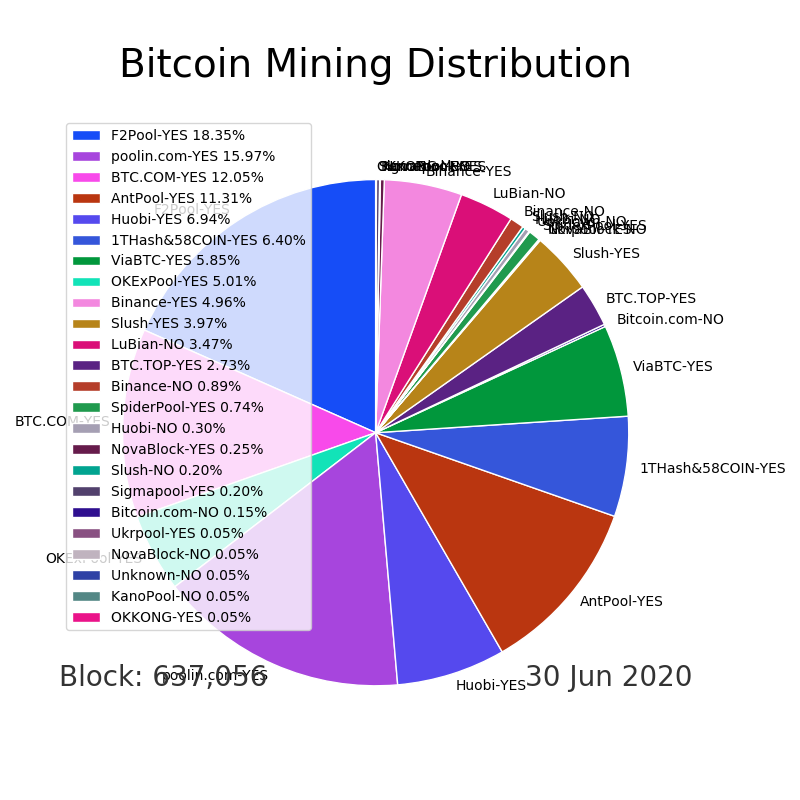 Bitcoin Mining Distribution
F2Pool-YES 18.35%
poolin.com-YES 15.97%
BTC.COM-YES 12.05%
AntPool-YES 11.31%
Huobi-YES 6.94%
1THash&58COIN-YES 6.40%
ViaBTC-YES 5.85%
OKExPool-YES 5.01%
Binance-YES 4.96%
Slush-YES 3.97%
LuBian-NO 3.47%
BTC.TOP-YES 2.73%
Binance-NO 0.89%
SpiderPool-YES 0.74%
Huobi-NO 0.30%
NovaBlock-YES 0.25%
Slush-NO 0.20%
Sigmapool-YES 0.20%
Bitcoin.com-NO 0.15%
Ukrpool-YES 0.05%
NovaBlock-NO 0.05%
Unknown-NO 0.05%
KanoPool-NO 0.05%
OKKONG-YES 0.05%
F2Pool-YES
BTC.COM-YES
OKExPool-YES
poolin.com-YES
Huobi-YES
AntPool-YES
1THash&58COIN-YES
ViaBTC-YES
Bitcoin.com-NO
BTC.TOP-YES
Slush-YES
Binance-NO
LuBian-NO
Binance-YES
Block: 637,056
30 Jun 2020